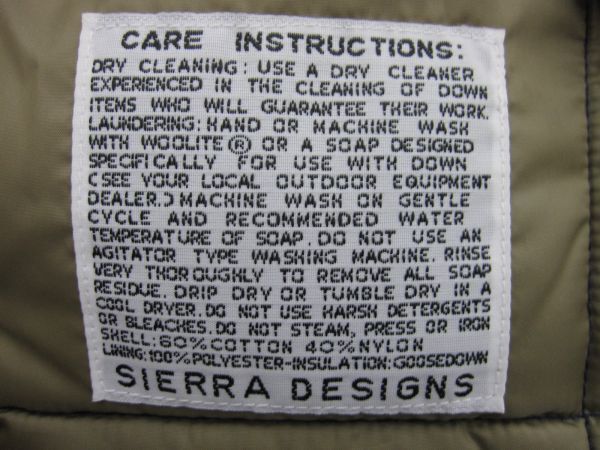 CARE INSTRUCTIONS:
DRY CLEANING: USE A DRY CLEANER
EXPERIENCED IN THE CLEANING OF DOWN
ITEMS WHO WILL GUARANTEE THEIR WORK.
LAUNDERING: HAND OR MACHINE WASH
WITH WOOLITE ® OR A SOAP DESIGNED
SPECIFICALLY FOR USE WITH DOWN
(SEE YOUR LOCAL OUTDOOR EQUIPMENT
DEALER.) MACHINE WASH ON GENTLE
CYCLE AND RECOMMENDED WATER
TEMPERATURE OF SOAP. DO NOT USE AN
AGITATOR TYPE WASHING MACHINE. RINSE
VERY THOROUGHLY TO REMOVE ALL SOAP
RESIDUE. DRIP DRY OR TUMBLE DRY IN A
COOL DRYER. DO NOT USE HARSH DETERGENTS
OR BLEACHES. DO NOT STEAM, PRESS OR IRON
SHELL: 60% COTTON 40% NYLON
LINING: 100% POLYESTER-INSULATION: GOOSEDOWN
SIERRA DESIGNS